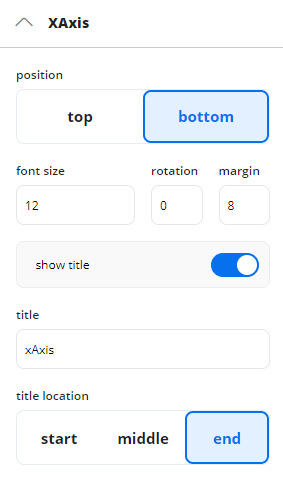 XAxis
position
top bottom
font size rotation margin
12 0 8
show title
title
xAxis
title location
start middle end